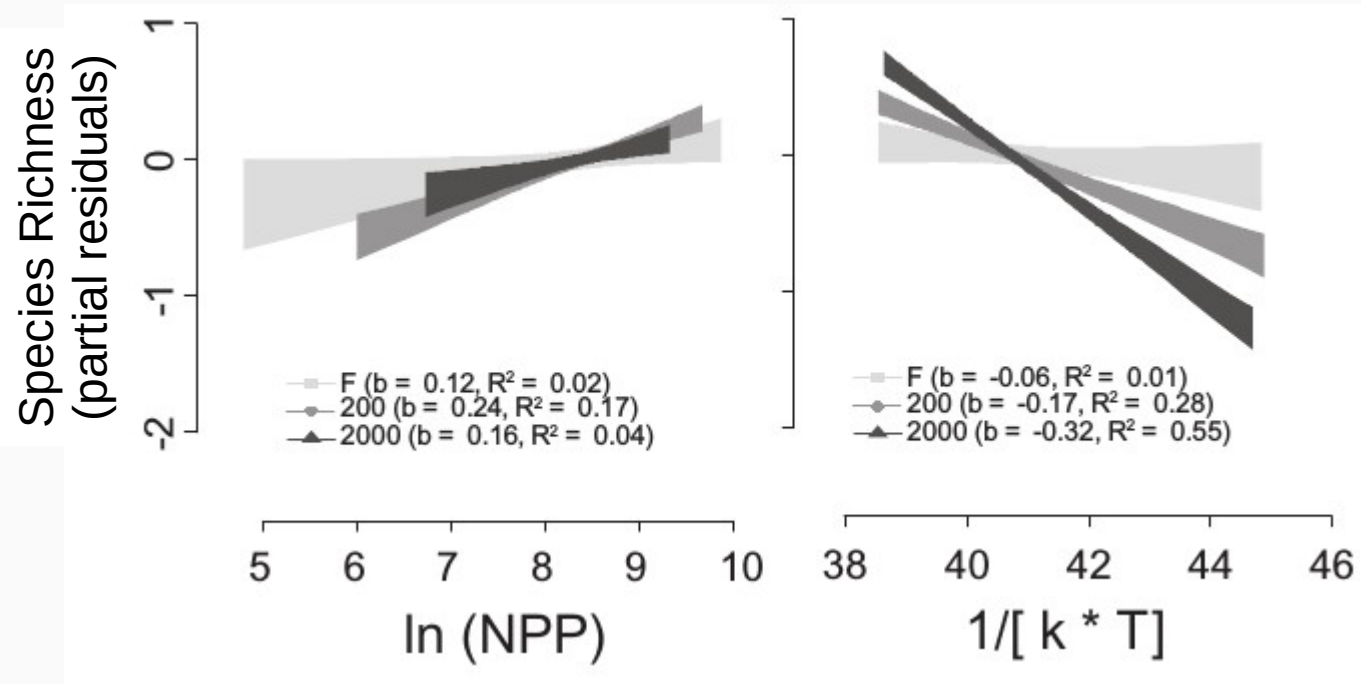 Species Richness
(partial residuals)
1
0
-1
-2
F (b = 0.12, R² = 0.02)
200 (b = 0.24, R² = 0.17)
2000 (b = 0.16, R² = 0.04)
5 6 7 8 9 10
ln (NPP)
F (b = -0.06, R² = 0.01)
200 (b = -0.17, R² = 0.28)
2000 (b = -0.32, R² = 0.55)
38 40 42 44 46
1/[ k * T]